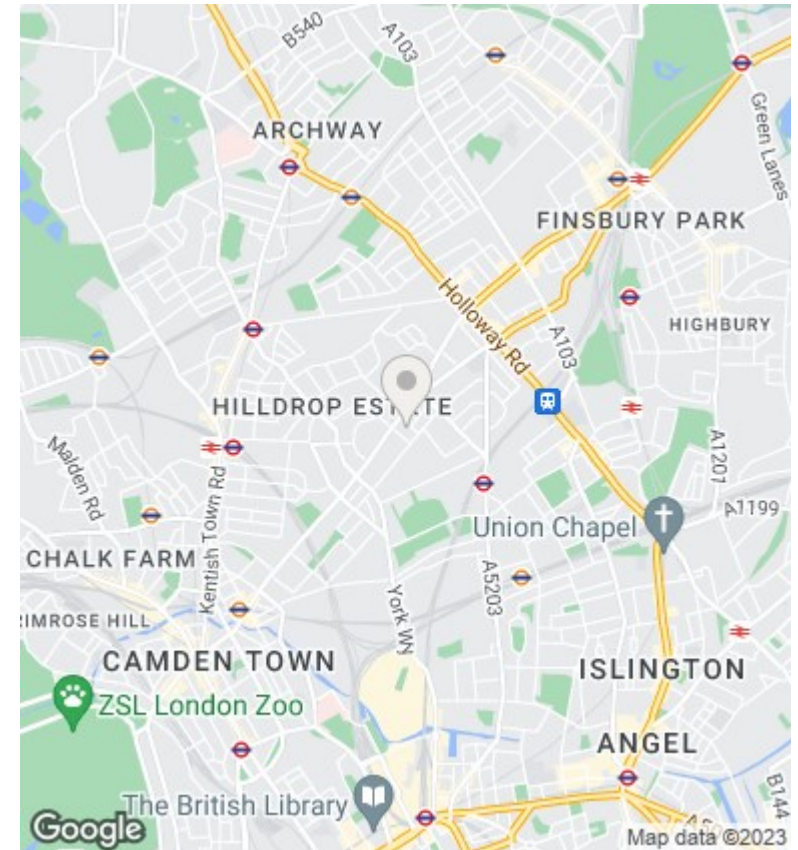 B540
A103
ARCHWAY
Green Lanes
FINSBURY PARK
Holloway Rd
A103
HIGHBURY
HILLDROP ESTATE
Malden Rd
Kentish Town Rd
A1201
A1199
Union Chapel
CHALK FARM
A5203
York Wy
RIMROSE HILL
CAMDEN TOWN
ISLINGTON
ZSL London Zoo
ANGEL
The British Library
B144
Google
Map data ©2023